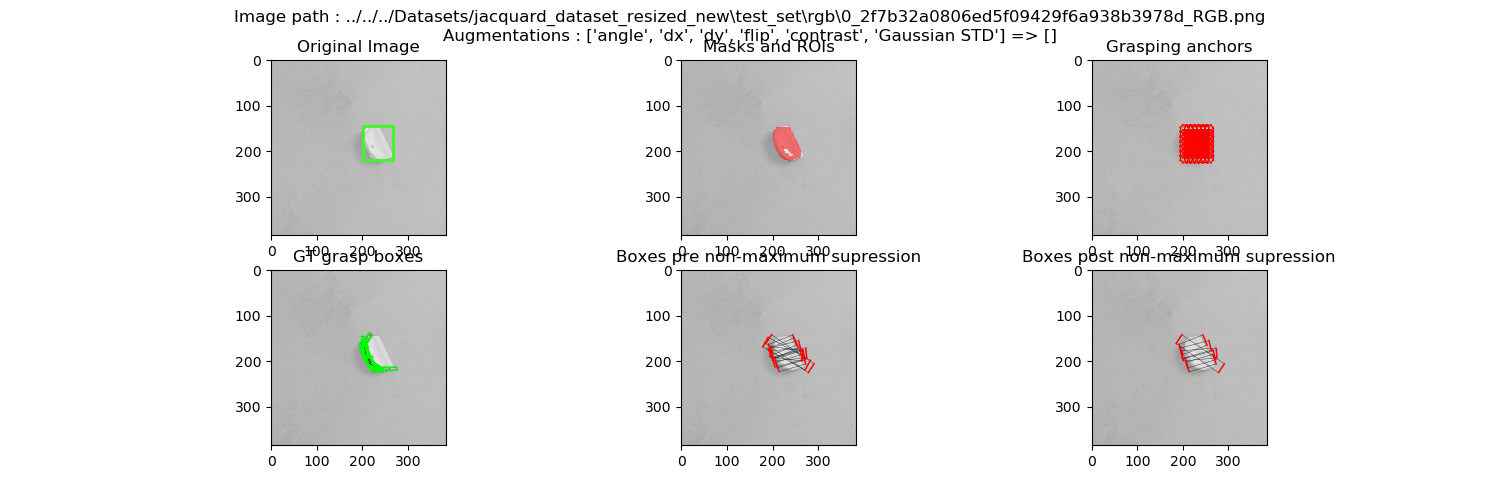 Image path : ../../../Datasets/jacquard_dataset_resized_new\test_set\rgb\0_2f7b32a0806ed5f09429f6a938b3978d_RGB.png
Augmentations : ['angle', 'dx', 'dy', 'flip', 'contrast', 'Gaussian STD'] => []
Original Image
Masks and ROIs
Grasping anchors
0
100
200
300
0 100 200 300
0
100
200
300
0 100 200 300
0
100
200
300
0 100 200 300
GT grasp boxes
Boxes pre non-maximum supression
Boxes post non-maximum supression
0
100
200
300
0 100 200 300
0
100
200
300
0 100 200 300
0
100
200
300
0 100 200 300